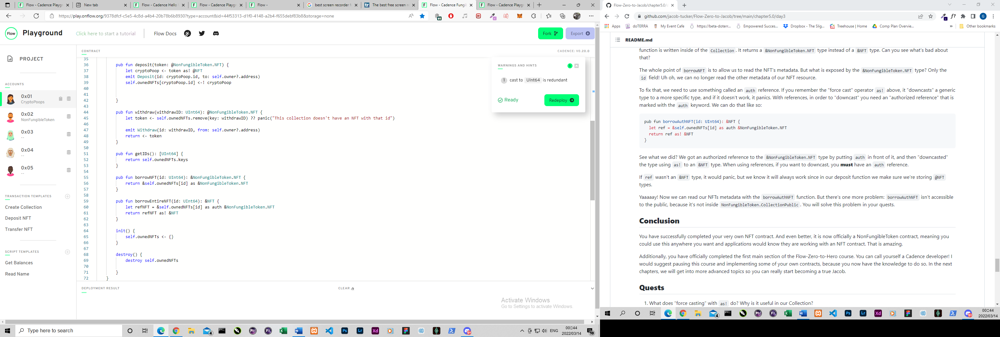 Flow - Cadence Playgr
New tab
Flow - Cadence Hello
Flow - Cadence Playgr
Flow -
best screen recorder f
The best free screen re
Flow - Cadence Fungil
Flow - Cadence Playgr
https://play.onflow.org/9378dfcf-c5e5-4c8d-a4b4-20b78b6b8930?type=account&id=44f53313-d1f0-4148-a2b4-f655debf83b8&storage=none
Flow
Playground
Click here to start a tutorial
Flow Docs
Fork
Export
CONTRACT
CADENCE: V0.20.0
PROJECT
ACCOUNTS
0x01
CryptoPoops
0x02
NonFungibleToken
0x03
--
0x04
--
0x05
--
TRANSACTION TEMPLATES
Create Collection
Deposit NFT
Transfer NFT
SCRIPT TEMPLATES
Get Balances
Read Name
35
36 pub fun deposit(token: @NonFungibleToken.NFT) {
37 let cryptoPoop <- token as! @NFT
38 emit Deposit(id: cryptoPoop.id, to: self.owner?.address)
39 self.ownedNFTs[cryptoPoop.id] <-! cryptoPoop
40
41
42 }
43
44 pub fun withdraw(withdrawID: UInt64): @NonFungibleToken.NFT {
45 let token <- self.ownedNFTs.remove(key: withdrawID) ?? panic("This collection doesn't have an NFT with that id")
46
47 emit Withdraw(id: withdrawID, from: self.owner?.address)
48 return <- token
49 }
50
51 pub fun getIDs(): [UInt64] {
52 return self.ownedNFTs.keys
53 }
54
55 pub fun borrowNFT(id: UInt64): &NonFungibleToken.NFT {
56 return &self.ownedNFTs[id] as &NonFungibleToken.NFT
57 }
58
59 pub fun borrowEntireNFT(id: UInt64): &NFT {
60 let refNFT = &self.ownedNFTs[id] as auth &NonFungibleToken.NFT
61 return refNFT as! &NFT
62 }
63
64 init() {
65 self.ownedNFTs <- {}
66 }
67
68 destroy() {
69 destroy self.ownedNFTs
70
71 }
72 }
WARNINGS AND HINTS
1
1 cast to UInt64 is redundant
Ready
Redeploy
DEPLOYMENT RESULT
CLEAR
Activate Windows
Go to Settings to activate Windows.
Type here to search
ENG
00:44
2022/03/14
10
Flow-Zero-to-Jacob/chapter5.0/d
github.com/jacob-tucker/Flow-Zero-to-Jacob/tree/main/chapter5.0/day3
Apps
doTERRA
My Event Cafe
https://beta-doterr...
Empowered Succes...
Dropbox - The Slig...
Treehouse | Home
Comp Plan Overvie...
Other bookmarks
README.md
function is written inside of the Collection. It returns a &NonFungibleToken.NFT type instead of a &NFT type. Can you see what's bad about
that?
The whole point of borrowNFT is to allow us to read the NFT's metadata. But what is exposed by the &NonFungibleToken.NFT type? Only the
id field! Uh oh, we can no longer read the other metadata of our NFT resource.
To fix that, we need to use something called an auth reference. If you remember the "force cast" operator as! above, it "downcasts" a generic
type to a more specific type, and if it doesn't work, it panics. With references, in order to "downcast" you need an "authorized reference" that is
marked with the auth keyword. We can do that like so:
pub fun borrowAuthNFT(id: UInt64): &NFT {
let ref = &self.ownedNFTs[id] as auth &NonFungibleToken.NFT
return ref as! &NFT
}
See what we did? We got an authorized reference to the &NonFungibleToken.NFT type by putting auth in front of it, and then "downcasted"
the type using as! to an &NFT type. When using references, if you want to downcast, you must have an auth reference.
If ref wasn't an &NFT type, it would panic, but we know it will always work since in our deposit function we make sure we're storing @NFT
types.
Yaaaaay! Now we can read our NFTs metadata with the borrowAuthNFT function. But there's one more problem: borrowAuthNFT isn't accessible
to the public, because it's not inside NonFungibleToken.CollectionPublic. You will solve this problem in your quests.
Conclusion
You have successfully completed your very own NFT contract. And even better, it is now officially a NonFungibleToken contract, meaning you
could use this anywhere you want and applications would know they are working with an NFT contract. That is amazing.
Additionally, you have officially completed the first main section of the Flow-Zero-to-Hero course. You can call yourself a Cadence developer! I
would suggest pausing this course and implementing some of your own contracts, because you now have the knowledge to do so. In the next
chapters, we will get into more advanced topics so you can really start becoming a true Jacob.
Quests
1. What does "force casting" with as! do? Why is it useful in our Collection?
00:44
2022/03/14